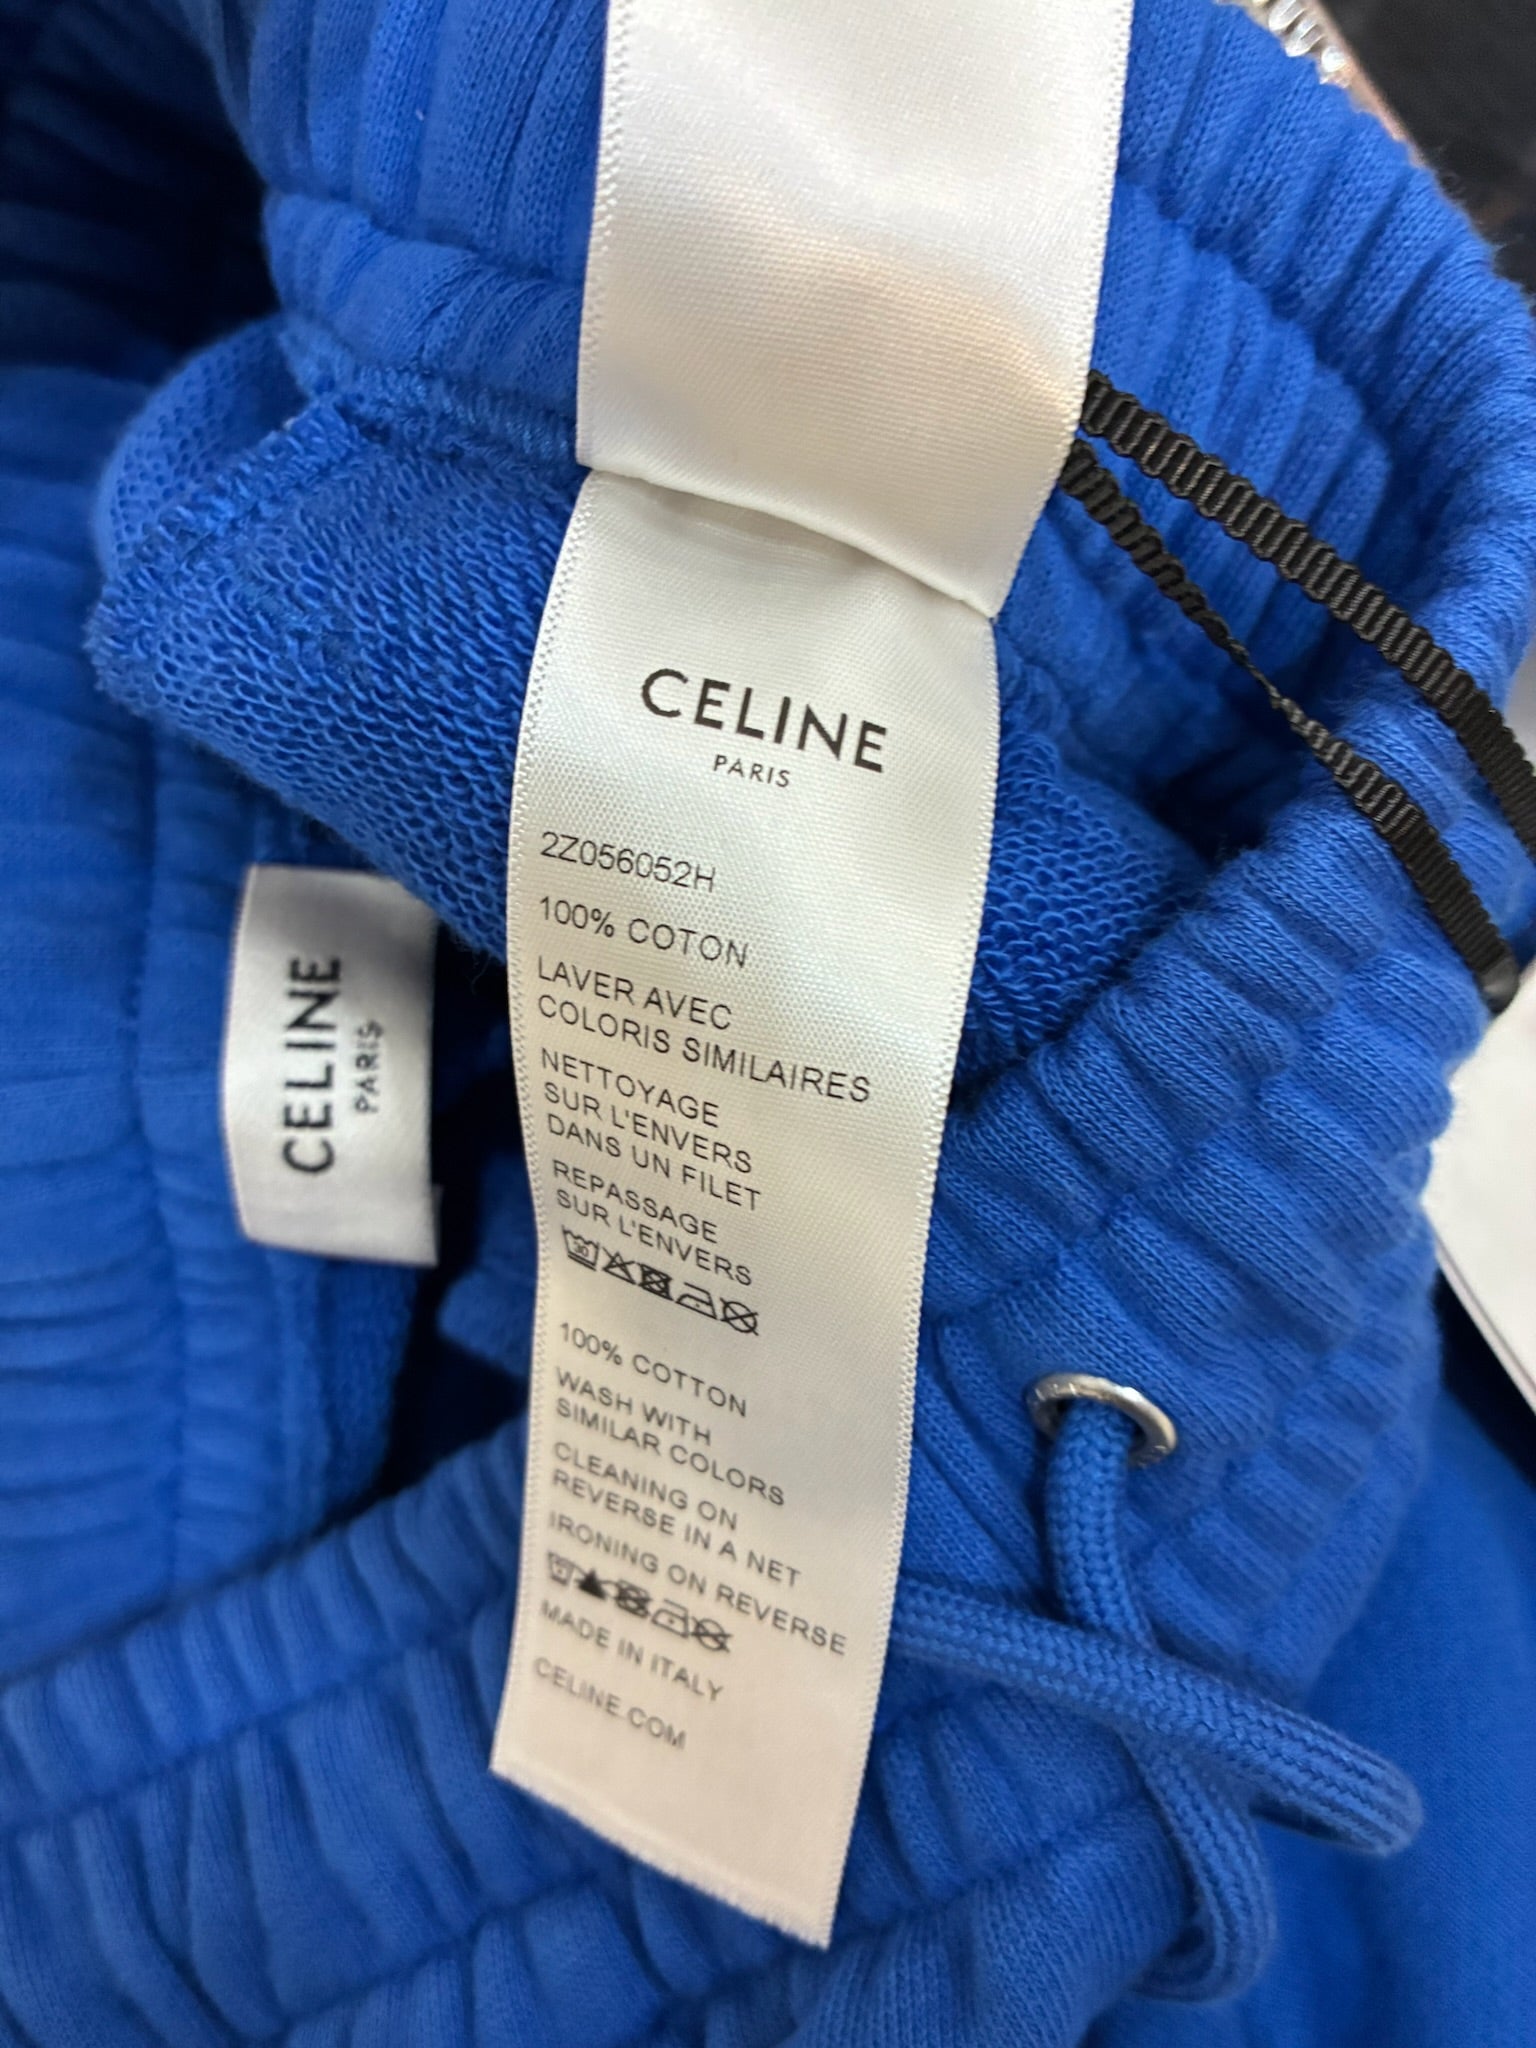 CELINE
PARIS
2Z056052H
100% COTON
LAVER AVEC
COLORIS SIMILAIRES
NETTOYAGE
SUR L'ENVERS
DANS UN FILET
REPASSAGE
SUR L'ENVERS
30
100% COTTON
WASH WITH
SIMILAR COLORS
CLEANING ON
REVERSE IN A NET
IRONING ON REVERSE
MADE IN ITALY
CELINE.COM
CELINE
PARIS